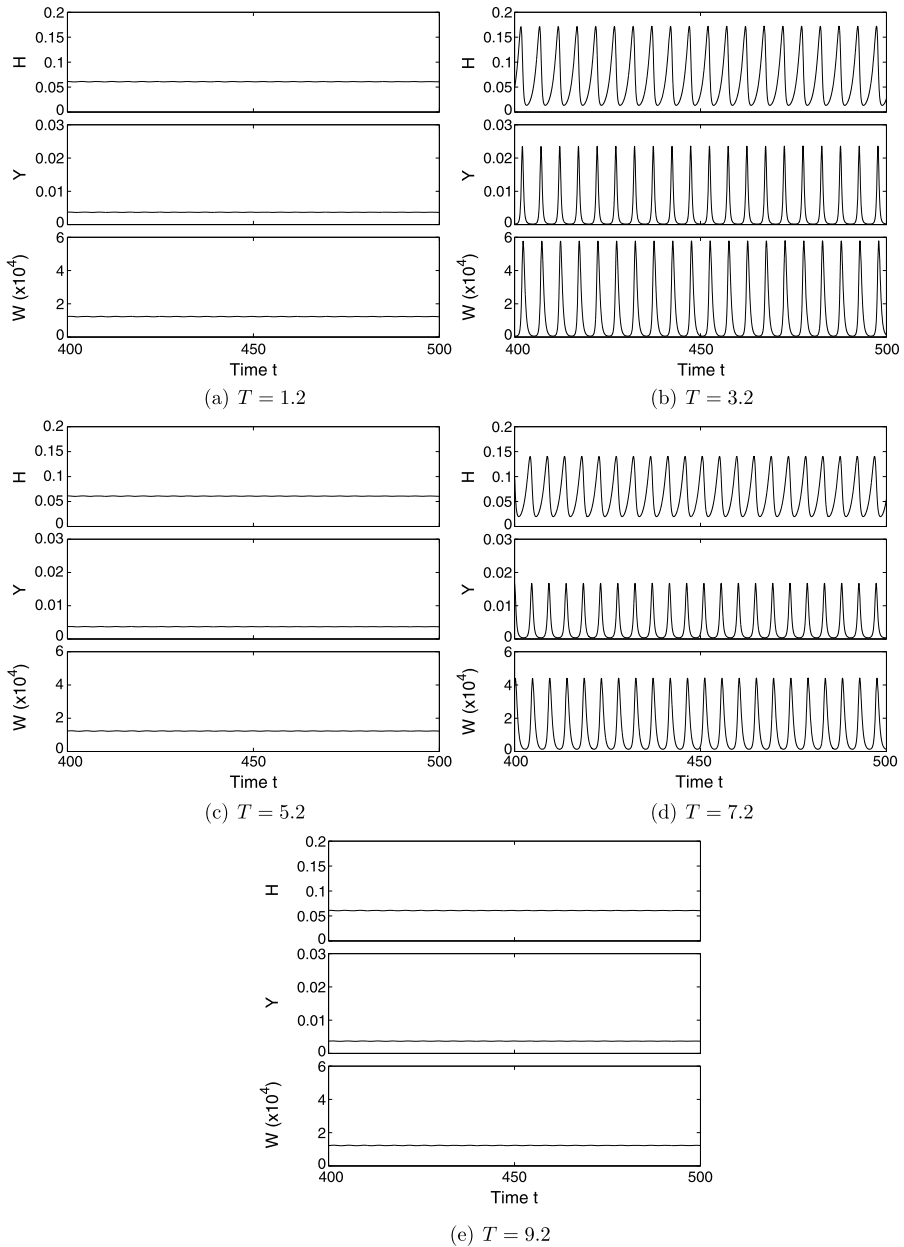 0.2
0.15
0.1
0.05
0
H
0.03
0.02
0.01
0
Y
6
4
2
0
W (x10⁴)
400 450 500
Time t
(a) T = 1.2
0.2
0.15
0.1
0.05
0
H
0.03
0.02
0.01
0
Y
6
4
2
0
W (x10⁴)
400 450 500
Time t
(b) T = 3.2
0.2
0.15
0.1
0.05
0
H
0.03
0.02
0.01
0
Y
6
4
2
0
W (x10⁴)
400 450 500
Time t
(c) T = 5.2
0.2
0.15
0.1
0.05
0
H
0.03
0.02
0.01
0
Y
6
4
2
0
W (x10⁴)
400 450 500
Time t
(d) T = 7.2
0.2
0.15
0.1
0.05
0
H
0.03
0.02
0.01
0
Y
6
4
2
0
W (x10⁴)
400 450 500
Time t
(e) T = 9.2